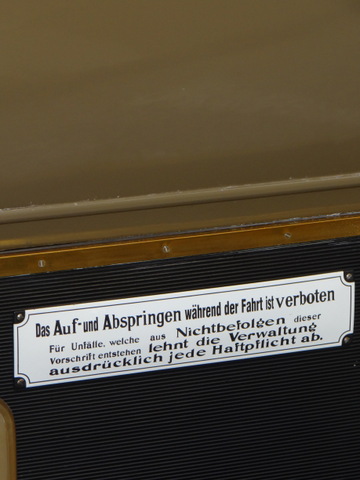 Das Auf-und Abspringen während der Fahrt ist verboten
Für Unfälle, welche aus Nichtbefolgen dieser
Vorschrift entstehen lehnt die Verwaltung
ausdrücklich jede Haftpflicht ab.